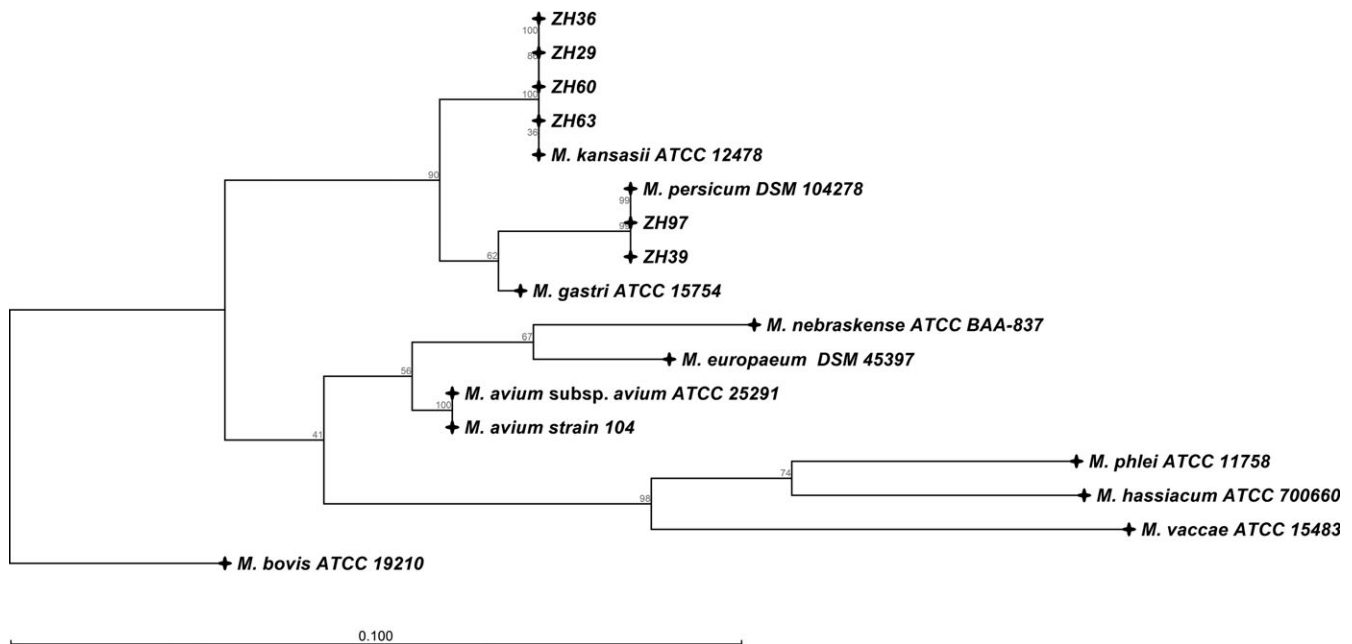 ZH36
100
ZH29
86
ZH60
100
ZH63
36
M. kansasii ATCC 12478
90
M. persicum DSM 104278
99
ZH97
ZH39
62
M. gastri ATCC 15754
M. nebraskense ATCC BAA-837
67
M. europaeum DSM 45397
56
M. avium subsp. avium ATCC 25291
100
M. avium strain 104
41
M. phlei ATCC 11758
74
M. hassiacum ATCC 700660
98
M. vaccae ATCC 15483
M. bovis ATCC 19210
0.100